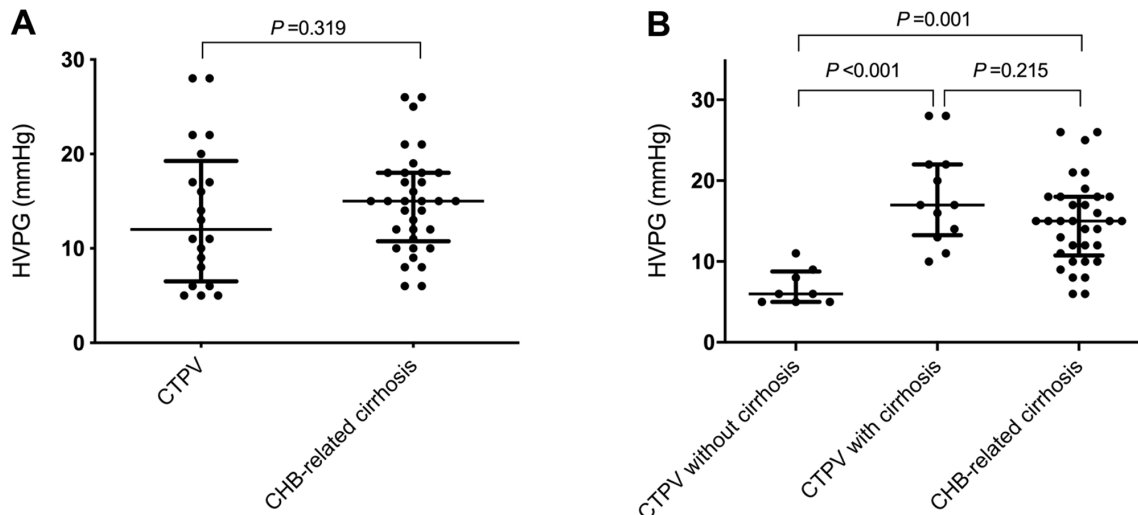 A
P=0.319
30
20
10
0
HVPG (mmHg)
CTPV
CHB-related cirrhosis
B
P=0.001
P<0.001
P=0.215
30
20
10
0
HVPG (mmHg)
CTPV without cirrhosis
CTPV with cirrhosis
CHB-related cirrhosis